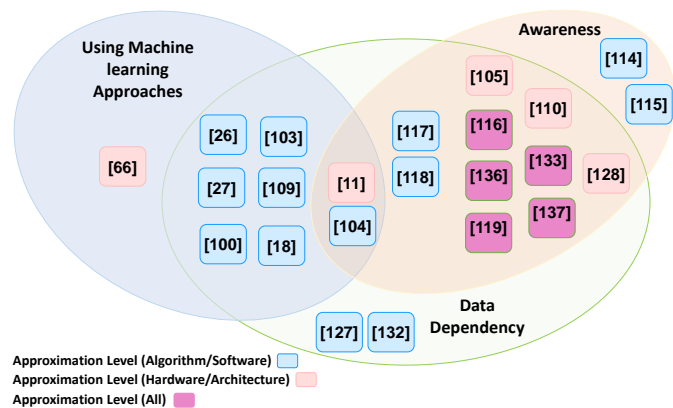 Using Machine
learning
Approaches
Awareness
[114]
[105]
[115]
[110]
[26]
[103]
[117]
[116]
[66]
[133]
[27]
[109]
[11]
[118]
[136]
[128]
[104]
[137]
[100]
[18]
[119]
Data
Dependency
[127]
[132]
Approximation Level (Algorithm/Software)
Approximation Level (Hardware/Architecture)
Approximation Level (All)